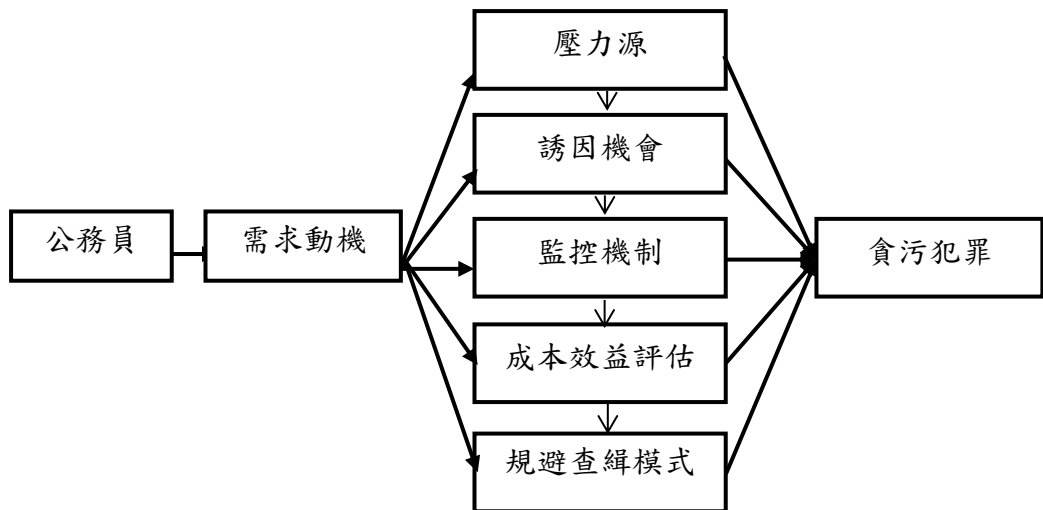 壓力源
誘因機會
公務員
需求動機
監控機制
貪污犯罪
成本效益評估
規避查緝模式